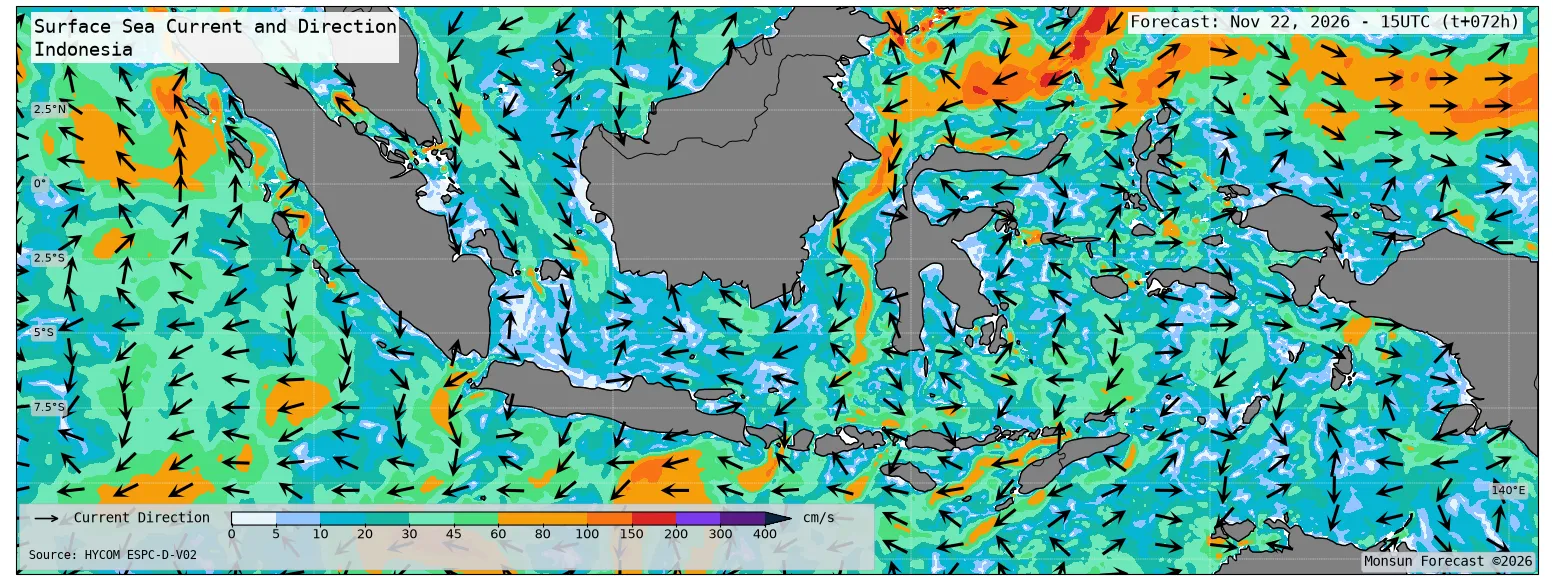 Surface Sea Current and Direction
Indonesia
Forecast: Nov 22, 2026 - 15UTC (t+072h)
2.5°N
0°
2.5°S
5°S
7.5°S
140°E
Current Direction
0 5 10 20 30 45 60 80 100 150 200 300 400
cm/s
Source: HYCOM ESPC-D-V02
Monsun Forecast ©2026